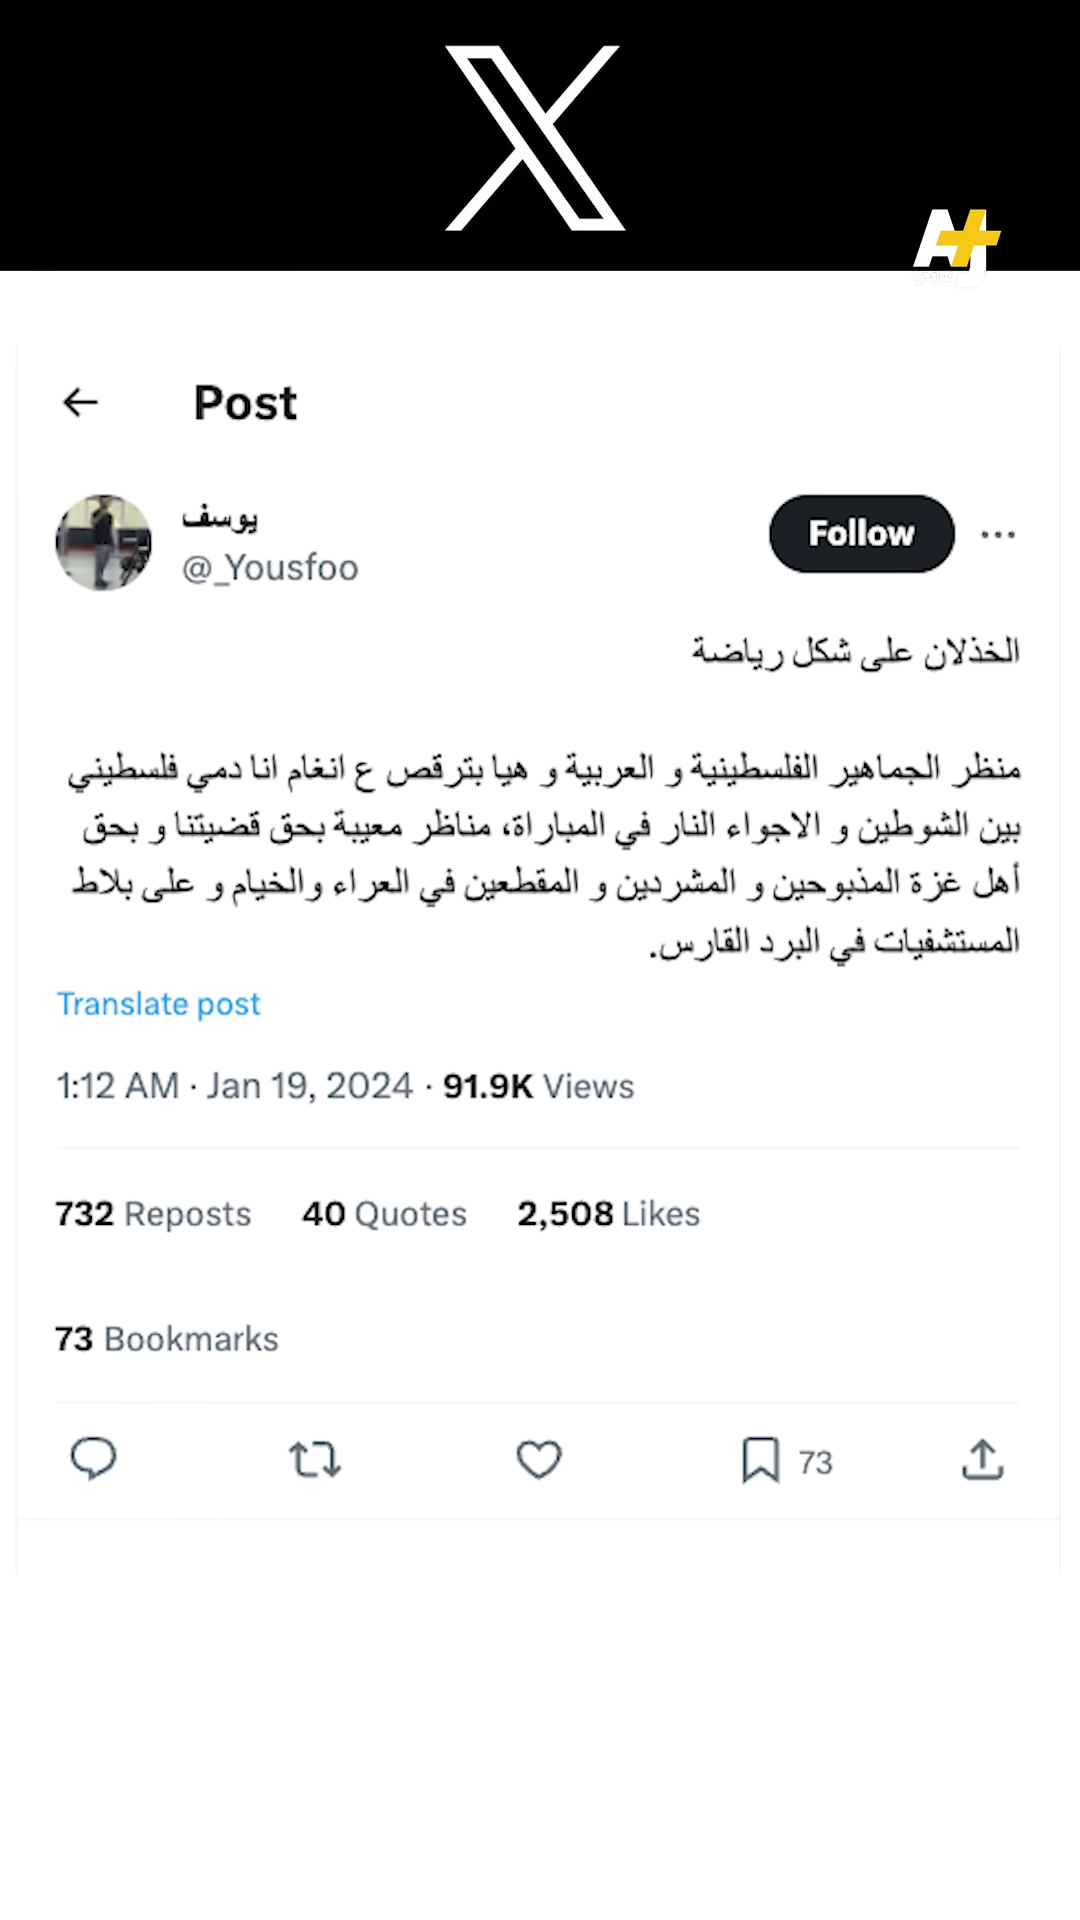 Post
يوسف
@_Yousfoo
Follow
الخذلان على شكل رياضة
منظر الجماهير الفلسطينية و العربية و هيا بترقص ع انغام انا دمي فلسطيني
بين الشوطين و الاجواء النار في المباراة، مناظر معيبة بحق قضيتنا و بحق
أهل غزة المذبوحين و المشردين و المقطعين في العراء والخيام و على بلاط
المستشفيات في البرد القارس.
Translate post
1:12 AM · Jan 19, 2024 · 91.9K Views
732 Reposts 40 Quotes 2,508 Likes
73 Bookmarks
73